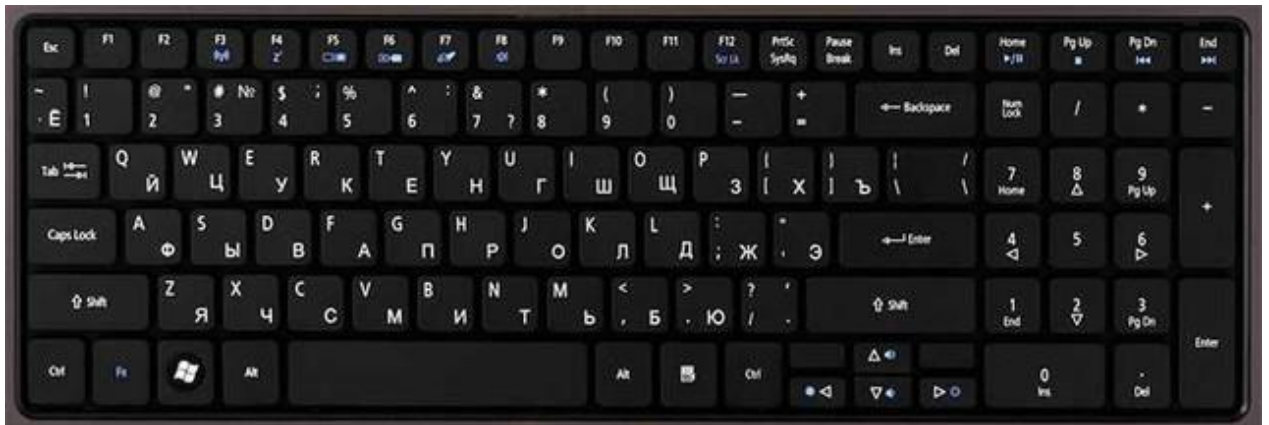 Esc F1 F2 F3 F4 F5 F6 F7 F8 F9 F10 F11 F12 Scr Lk PrtSc SysRq Pause Break Ins Del Home Pg Up Pg Dn End
~ . Ё ! 1 @ " 2 # № 3 $ ; 4 % 5 ^ : 6 & 7 ? * 8 ( 9 ) 0 — - + = Backspace Num Lock / * -
Tab Q Й W Ц E У R К T Е Y Н U Г I Ш O Щ P З { [ Х } ] Ъ | \ / \ 7 Home 8 9 Pg Up +
Caps Lock A Ф S Ы D В F А G П H Р J О K Л L Д : ; Ж " ' Э Enter 4 5 6
Shift Z Я X Ч C С V М B И N Т M Ь < , Б > . Ю ? / , . Shift 1 End 2 3 Pg Dn Enter
Ctrl Fn Alt Alt Ctrl 0 Ins . Del